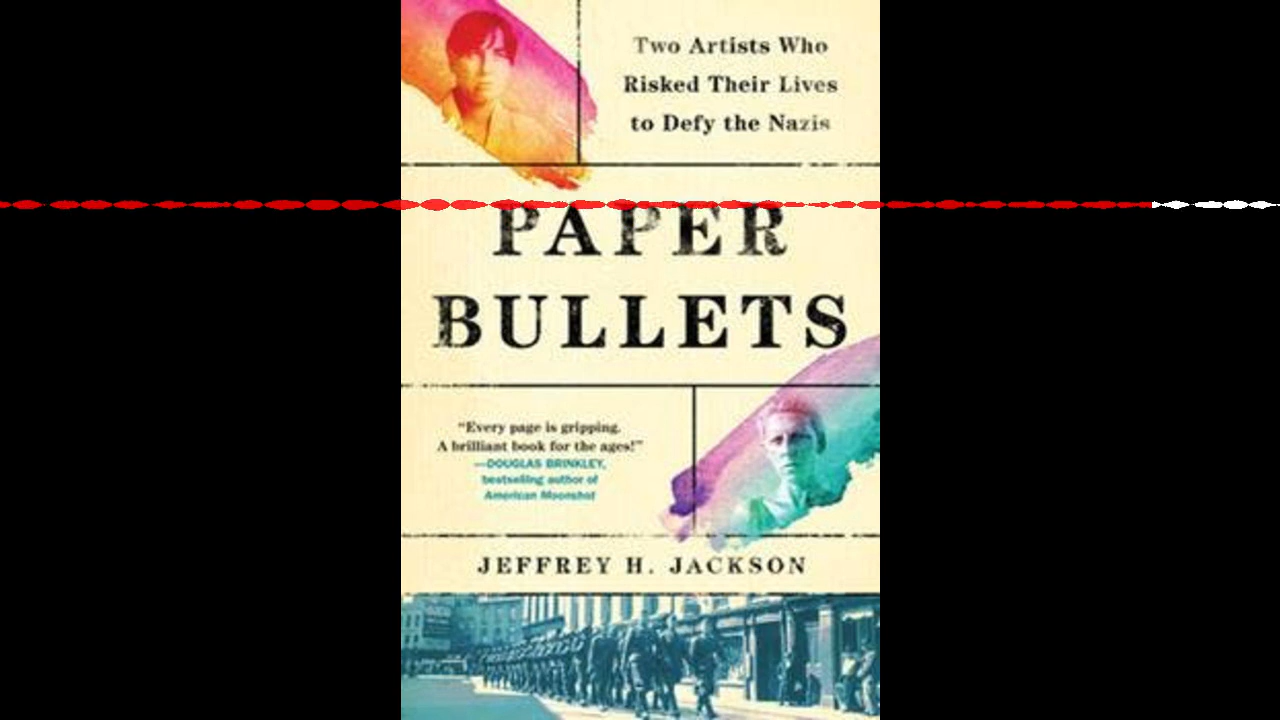 Two Artists Who
Risked Their Lives
to Defy the Nazis
PAPER
BULLETS
“Every page is gripping.
A brilliant book for the ages!”
—DOUGLAS BRINKLEY,
bestselling author of
American Moonshot
JEFFREY H. JACKSON